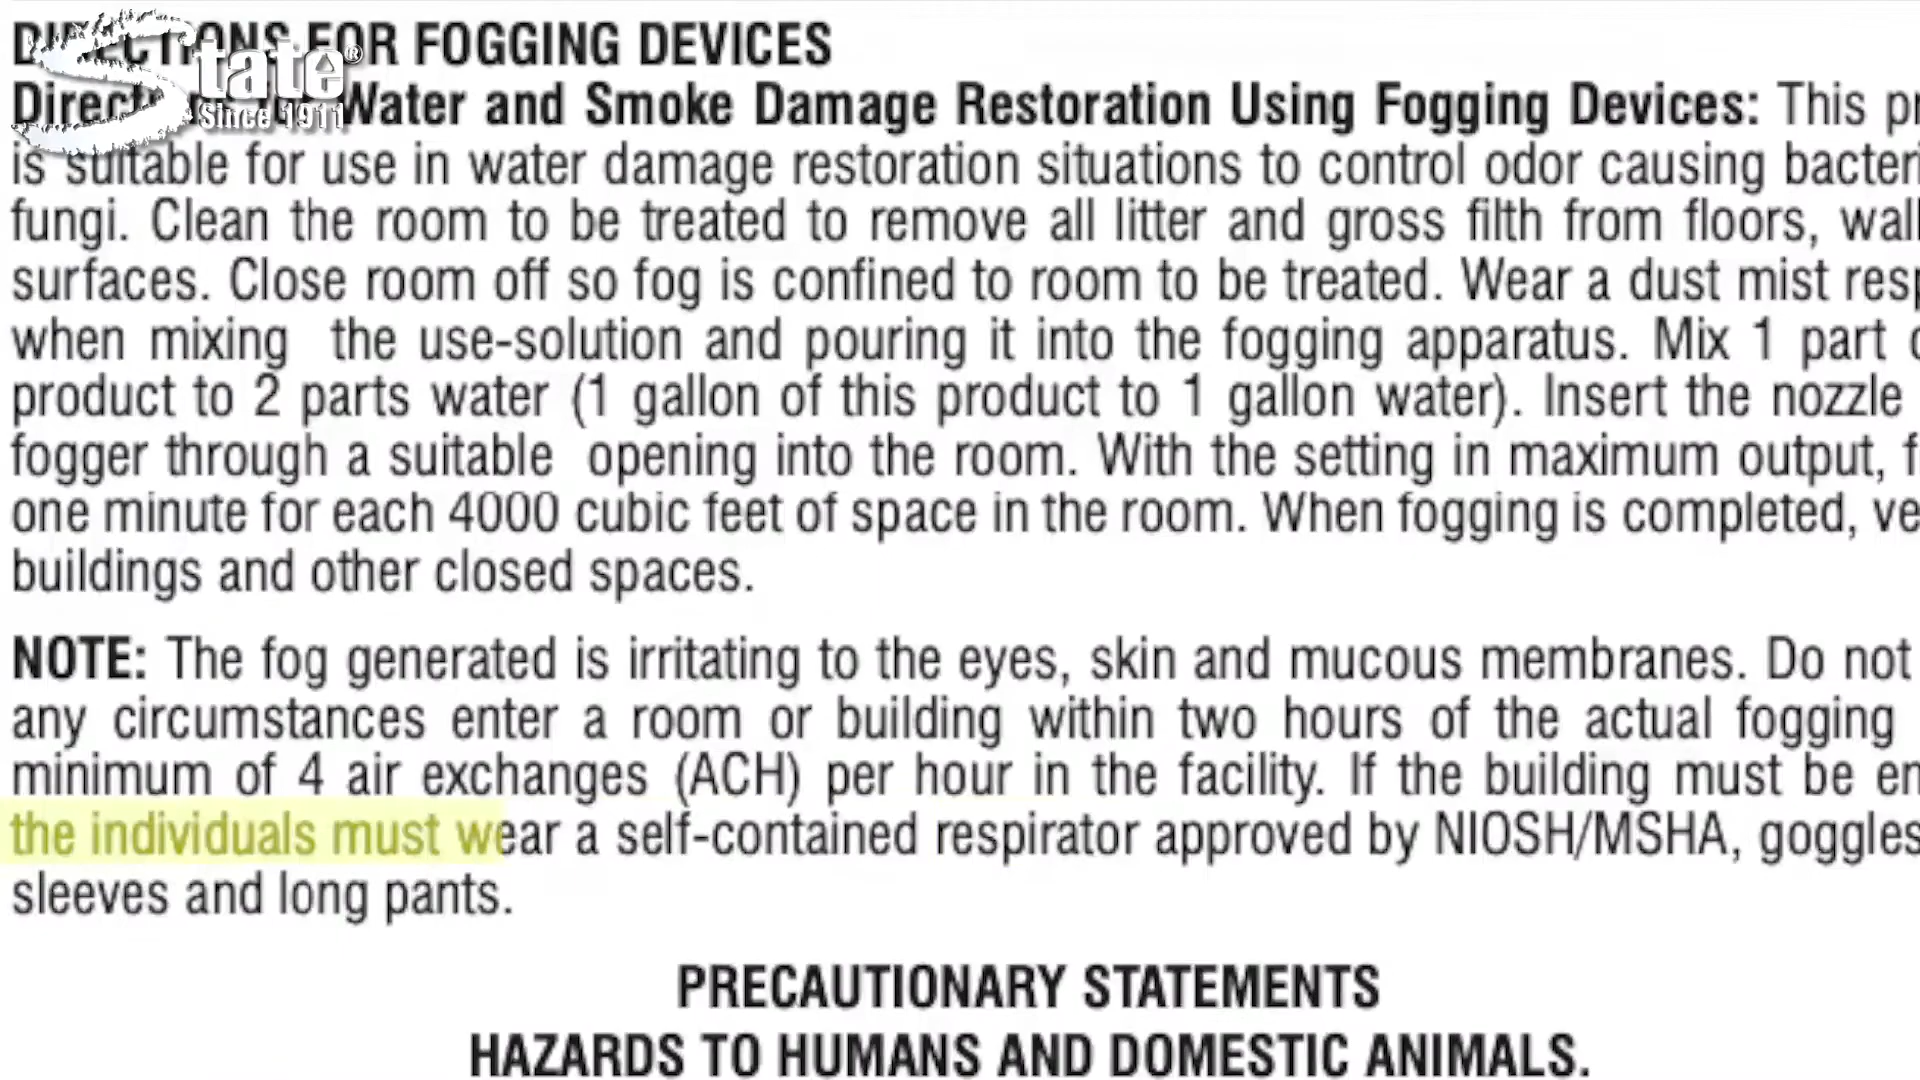 DIRECTIONS FOR FOGGING DEVICES
State®
Since 1911
Water and Smoke Damage Restoration Using Fogging Devices: This
is suitable for use in water damage restoration situations to control odor causing
fungi. Clean the room to be treated to remove all litter and gross filth from floors,
surfaces. Close room off so fog is confined to room to be treated. Wear a dust mist
when mixing the use-solution and pouring it into the fogging apparatus. Mix 1 part
product to 2 parts water (1 gallon of this product to 1 gallon water). Insert the nozzle
fogger through a suitable opening into the room. With the setting in maximum output,
one minute for each 4000 cubic feet of space in the room. When fogging is completed,
buildings and other closed spaces.
NOTE: The fog generated is irritating to the eyes, skin and mucous membranes. Do not
any circumstances enter a room or building within two hours of the actual fogging
minimum of 4 air exchanges (ACH) per hour in the facility. If the building must be
the individuals must wear a self-contained respirator approved by NIOSH/MSHA, goggles
sleeves and long pants.
PRECAUTIONARY STATEMENTS
HAZARDS TO HUMANS AND DOMESTIC ANIMALS.